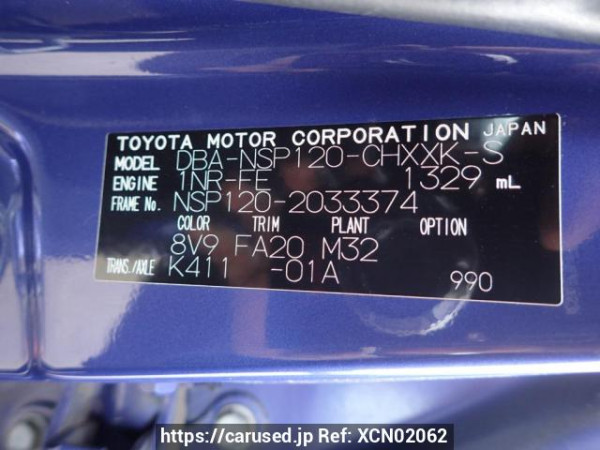 TOYOTA MOTOR CORPORATION JAPAN
MODEL DBA-NSP120-CHXXK-S
ENGINE 1NR-FE 1329 mL
FRAME No. NSP120-2033374
COLOR TRIM PLANT OPTION
8V9 FA20 M32
TRANS./AXLE K411 -01A 990
https://carused.jp Ref: XCN02062